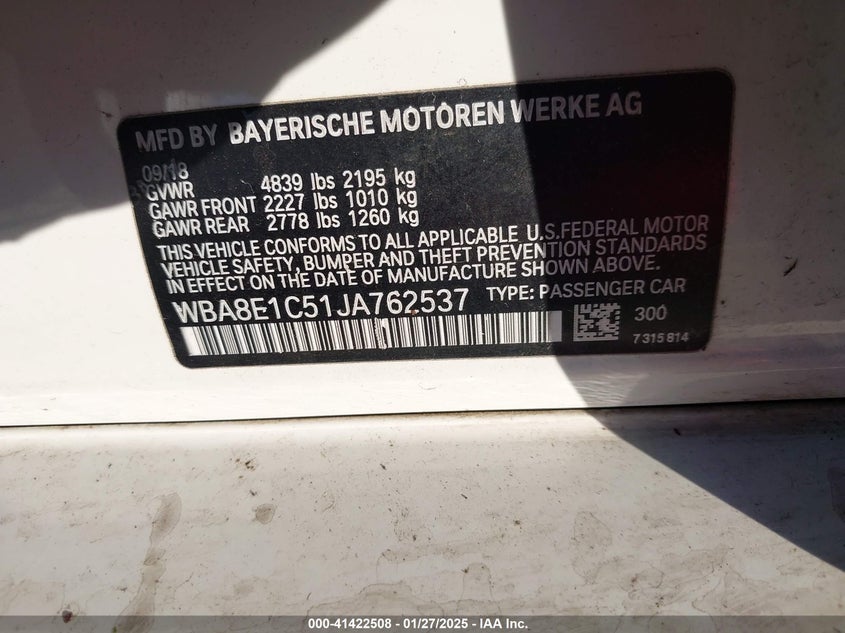 MFD BY BAYERISCHE MOTOREN WERKE AG
09/18
GVWR 4839 lbs 2195 kg
GAWR FRONT 2227 lbs 1010 kg
GAWR REAR 2778 lbs 1260 kg
THIS VEHICLE CONFORMS TO ALL APPLICABLE U.S.FEDERAL MOTOR
VEHICLE SAFETY, BUMPER AND THEFT PREVENTION STANDARDS
IN EFFECT ON THE DATE OF MANUFACTURE SHOWN ABOVE.
WBA8E1C51JA762537 TYPE: PASSENGER CAR
300
7315814
000-41422508 - 01/27/2025 - IAA Inc.